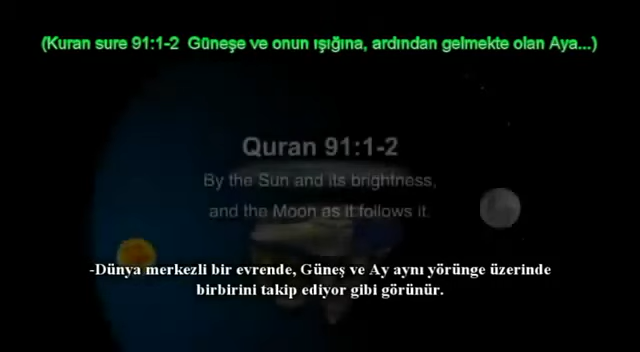 (Kuran sure 91:1-2 Güneşe ve onun ışığına, ardından gelmekte olan Aya...)
Quran 91:1-2
By the Sun and its brightness,
and the Moon as it follows it.
-Dünya merkezli bir evrende, Güneş ve Ay aynı yörünge üzerinde
birbirini takip ediyor gibi görünür.